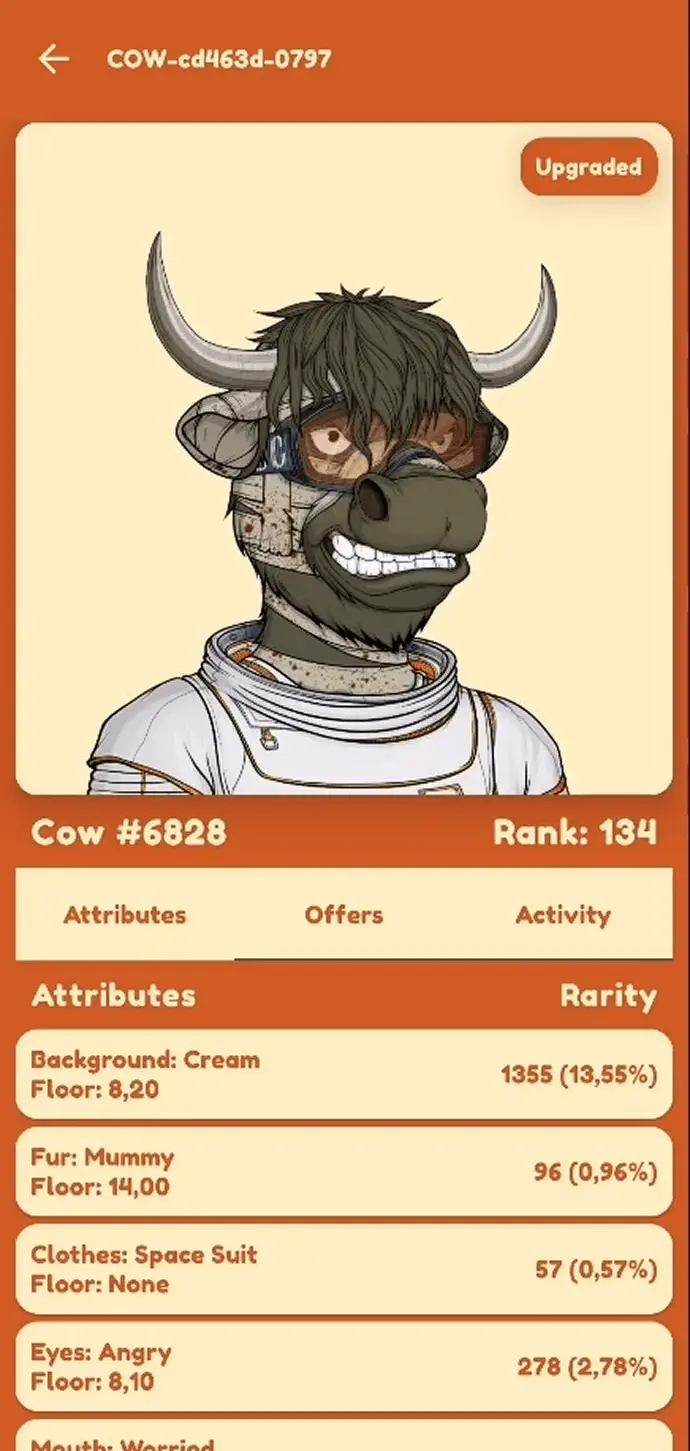 COW-cd463d-0797
Upgraded
Cow #6828
Rank: 134
Attributes
Offers
Activity
Attributes
Rarity
Background: Cream
Floor: 8,20
1355 (13,55%)
Fur: Mummy
Floor: 14,00
96 (0,96%)
Clothes: Space Suit
Floor: None
57 (0,57%)
Eyes: Angry
Floor: 8,10
278 (2,78%)
Mouth: Worried